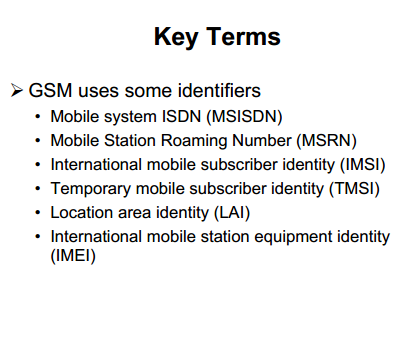 Key Terms
➢ GSM uses some identifiers
• Mobile system ISDN (MSISDN)
• Mobile Station Roaming Number (MSRN)
• International mobile subscriber identity (IMSI)
• Temporary mobile subscriber identity (TMSI)
• Location area identity (LAI)
• International mobile station equipment identity
(IMEI)